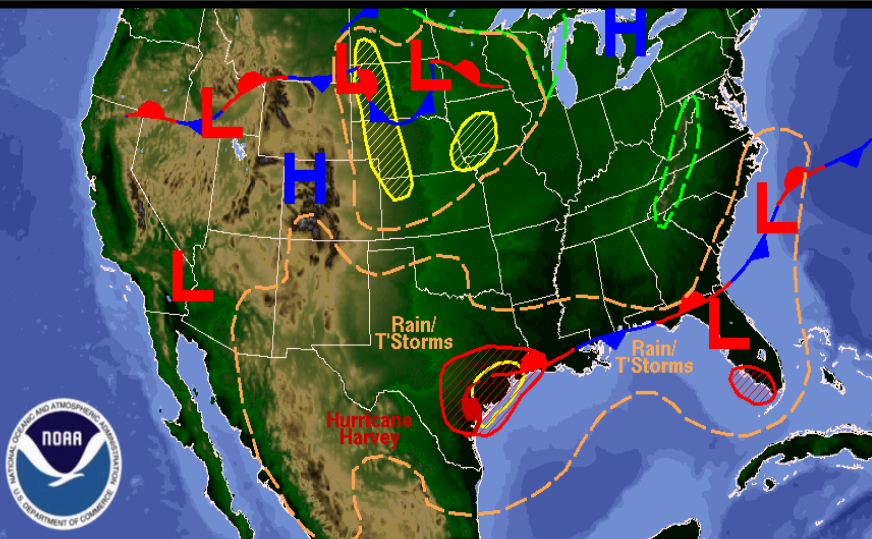 H
L
L
L
H
L
L
L
Rain/
T'Storms
Rain/
T'Storms
Hurricane
Harvey
NATIONAL OCEANIC AND ATMOSPHERIC ADMINISTRATION
NOAA
U.S. DEPARTMENT OF COMMERCE